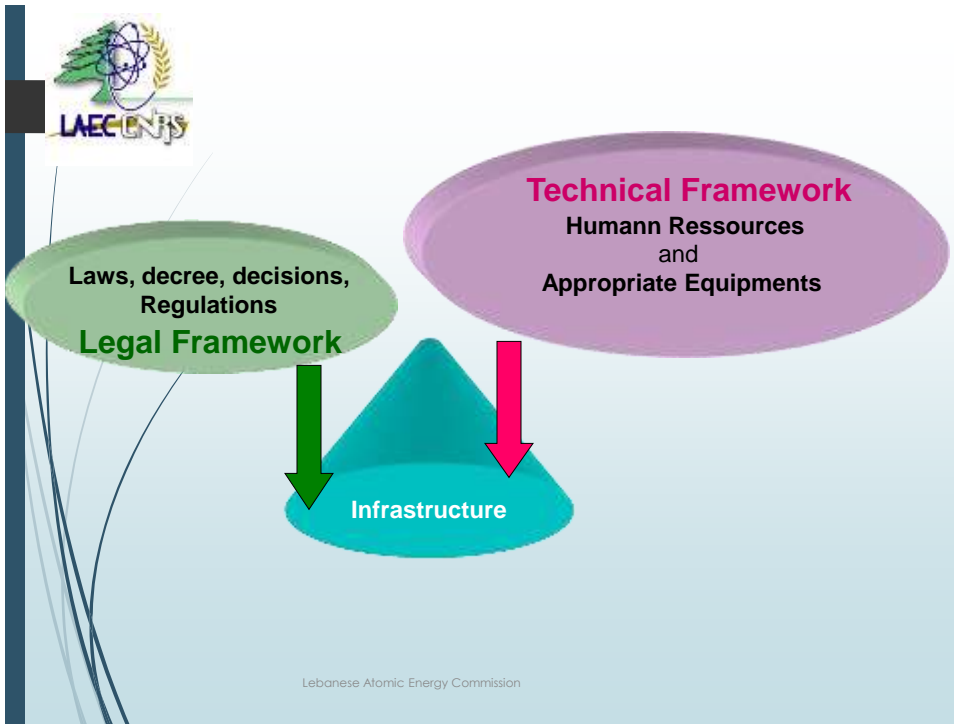 LAEC CNRS
Technical Framework
Humann Ressources
and
Appropriate Equipments
Laws, decree, decisions,
Regulations
Legal Framework
Infrastructure
Lebanese Atomic Energy Commission